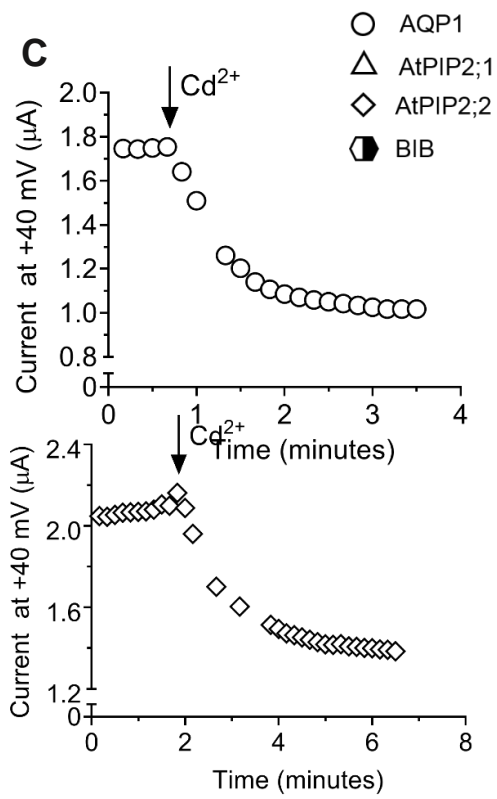 C
AQP1
AtPIP2;1
AtPIP2;2
BIB
Cd2+
Current at +40 mV (μA)
2.0
1.8
1.6
1.4
1.2
1.0
0.8
0
0 1 2 3 4
Time (minutes)
Cd2+
Current at +40 mV (μA)
2.4
2.0
1.6
1.2
0
0 2 4 6 8
Time (minutes)